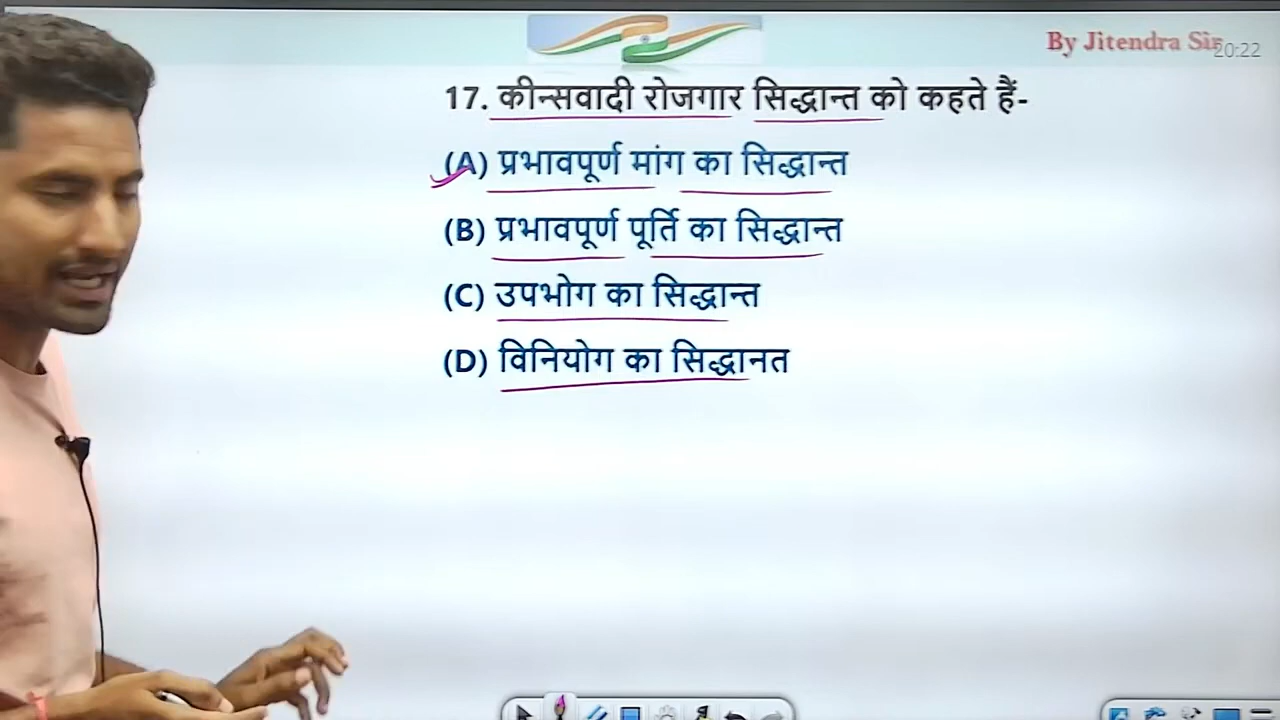 By Jitendra Sir
20:22
17. कीन्सवादी रोजगार सिद्धान्त को कहते हैं-
(A) प्रभावपूर्ण मांग का सिद्धान्त
(B) प्रभावपूर्ण पूर्ति का सिद्धान्त
(C) उपभोग का सिद्धान्त
(D) विनियोग का सिद्धानत